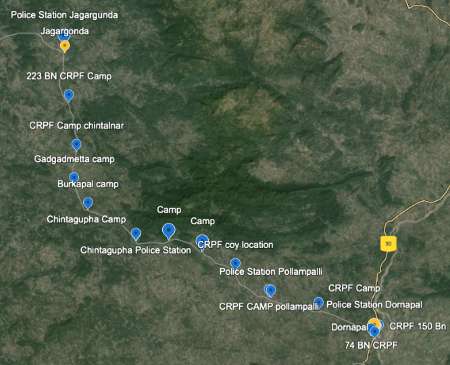 Police Station Jagargunda
Jagargonda
223 BN CRPF Camp
CRPF Camp chintalnar
Gadgadmetta camp
Burkapal camp
Chintagupha Camp
Camp
Camp
Chintagupha Police Station
CRPF coy location
Police Station Pollampalli
CRPF Camp
CRPF CAMP pollampalli
Police Station Dornapal
Dornapal
CRPF 150 Bn
74 BN CRPF
30